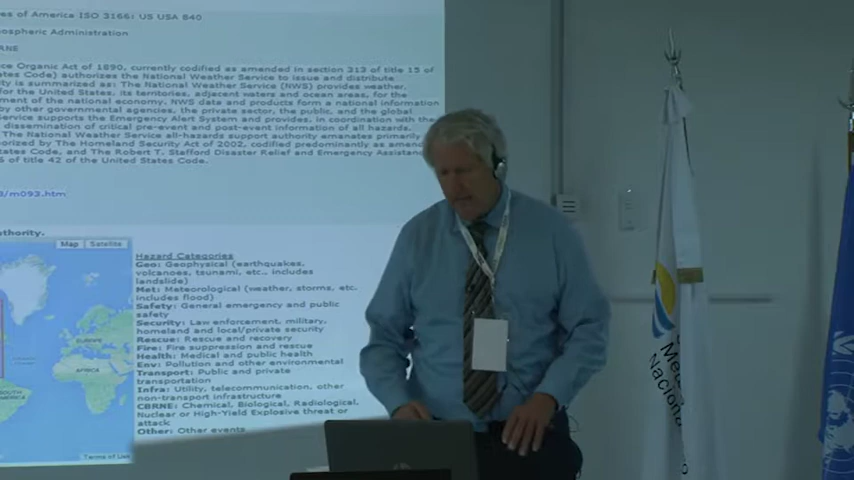 es of America ISO 3166: US USA 840
ospheric Administration
ANE
ce Organic Act of 1890, currently codified as amended in section 313 of Title 15 of
tates Code) authorizes the National Weather Service to issue and distribute
ity is summarized as: The National Weather Service (NWS) provides weather,
for the United States, its territories, adjacent waters and ocean areas, for the
ment of the national economy. NWS data and products form a national information
by other governmental agencies, the private sector, the public, and the global
Service supports the Emergency Alert System and provides, in coordination with
dissemination of critical pre-event and post-event information of all hazards.
The National Weather Service all-hazards support authority emanates primarily
orized by The Homeland Security Act of 2002, codified predominantly as
tates Code, and The Robert T. Stafford Disaster Relief and Emergency
of title 42 of the United States Code.
/m093.htm
uthority.
Map Satellite
EUROPE
AFRICA
SOUTH
AMERICA
Terms of Use
Hazard Categories
Geo: Geophysical (earthquakes,
volcanoes, tsunami, etc., includes
landslide)
Met: Meteorological (weather, storms, etc.
includes flood)
Safety: General emergency and public
safety
Security: Law enforcement, military,
homeland and local/private security
Rescue: Rescue and recovery
Fire: Fire suppression and rescue
Health: Medical and public health
Env: Pollution and other environmental
Transport: Public and private
transportation
Infra: Utility, telecommunication, other
non-transport infrastructure
CBRNE: Chemical, Biological, Radiological
Nuclear or High-Yield Explosive threat or
attack
Other: Other events
Nacional